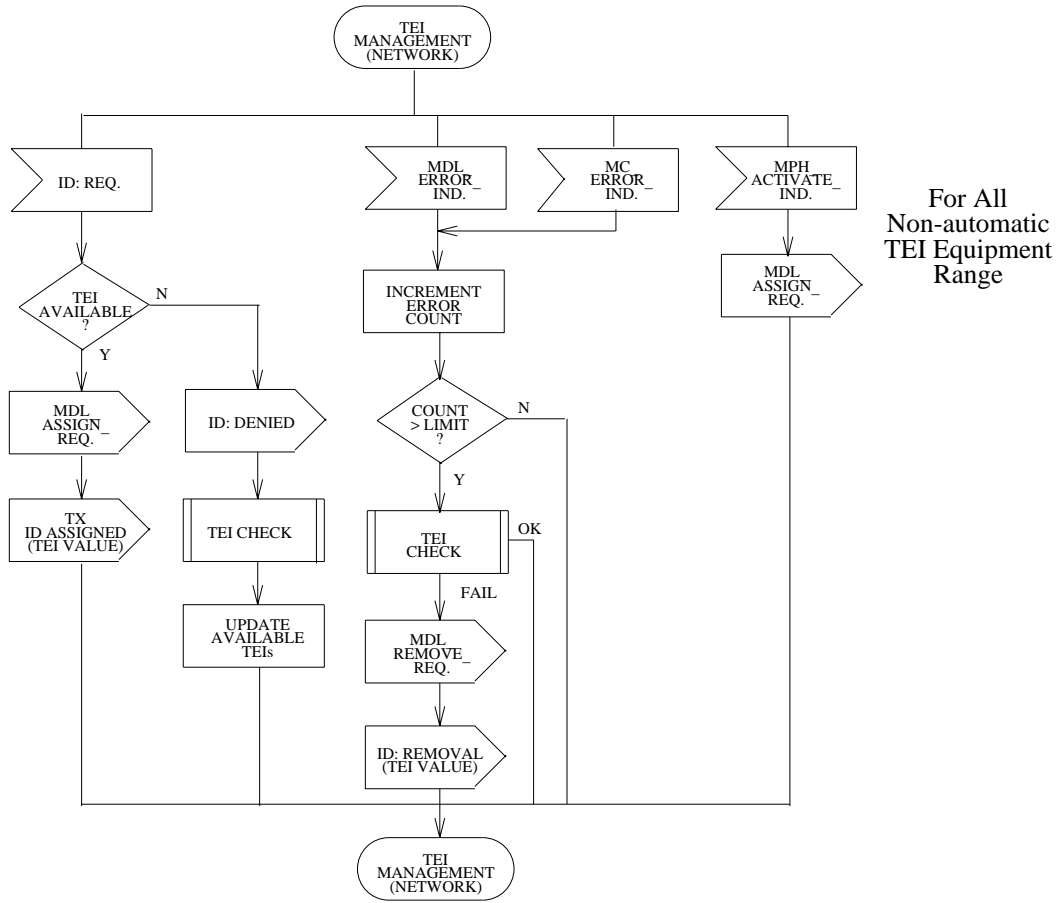 TEI
MANAGEMENT
(NETWORK)
ID: REQ.
MDL
ERROR_
IND.
MC
ERROR_
IND.
MPH
ACTIVATE_
IND.
For All
Non-automatic
TEI Equipment
Range
TEI
AVAILABLE
?
N
Y
INCREMENT
ERROR
COUNT
MDL
ASSIGN_
REQ.
MDL
ASSIGN_
REQ.
ID: DENIED
COUNT
> LIMIT
?
N
Y
TX
ID ASSIGNED
(TEI VALUE)
TEI CHECK
TEI
CHECK
OK
FAIL
UPDATE
AVAILABLE
TEIs
MDL
REMOVE_
REQ.
ID: REMOVAL
(TEI VALUE)
TEI
MANAGEMENT
(NETWORK)